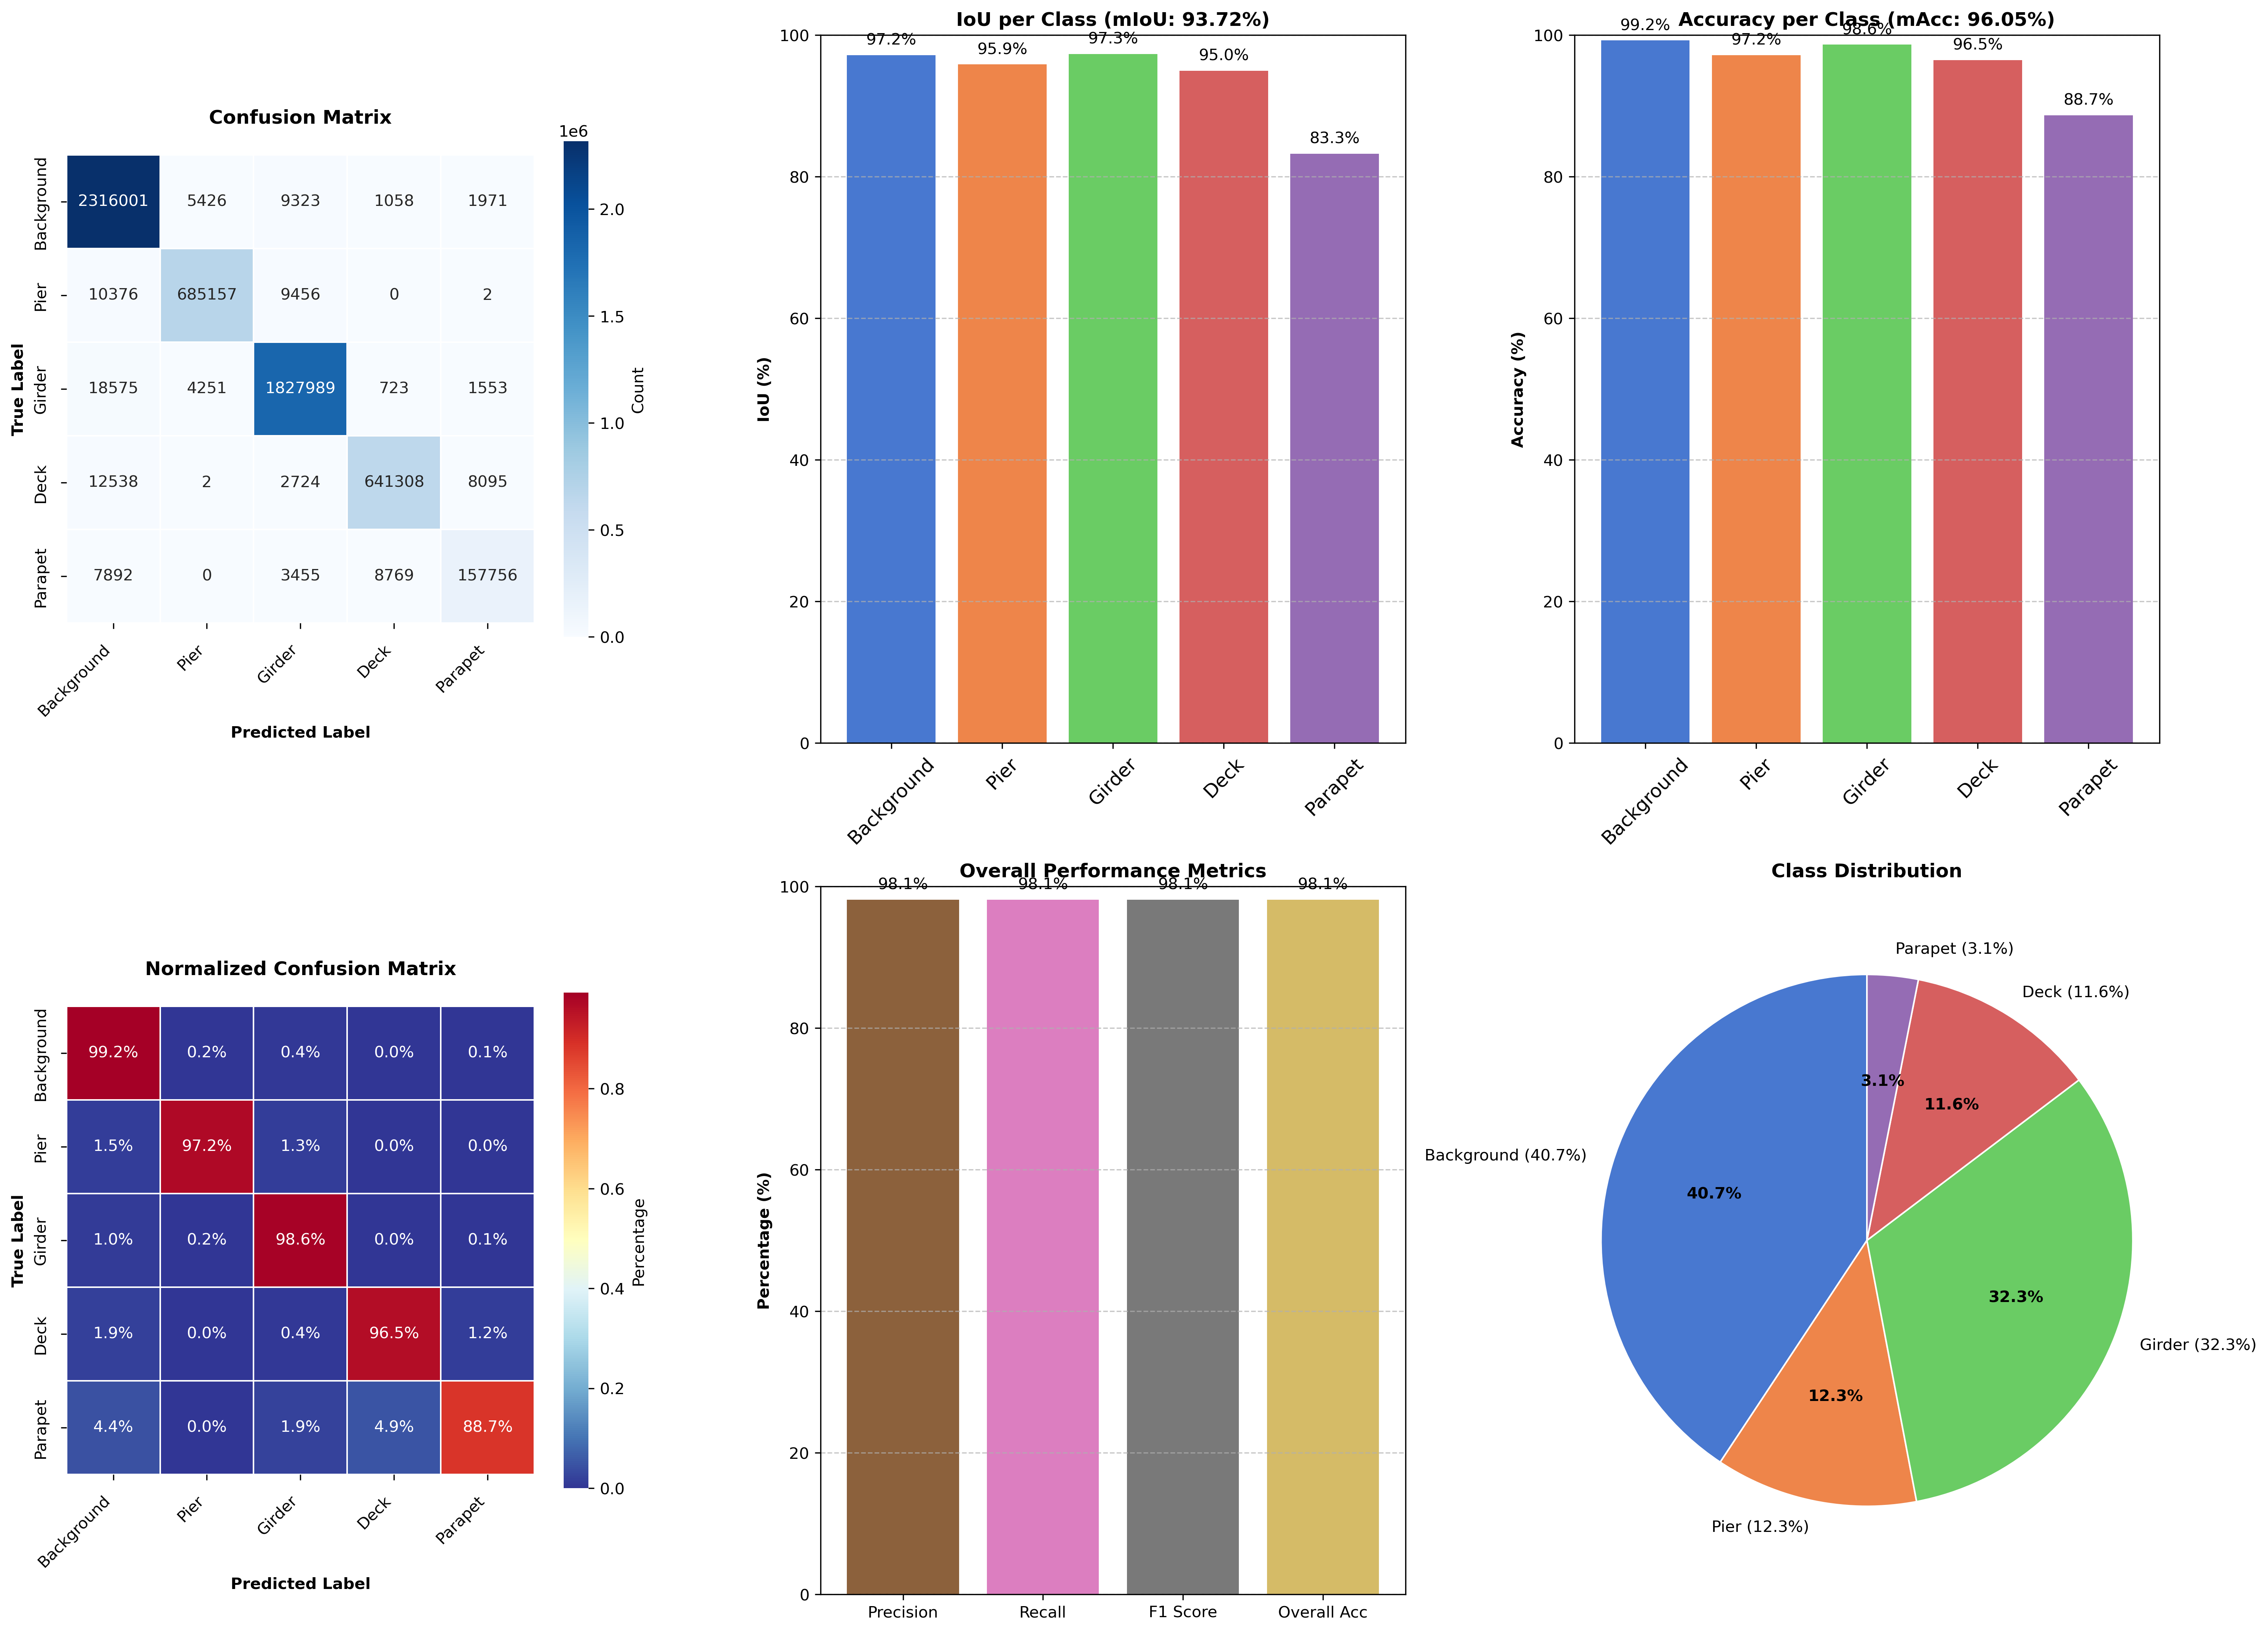 Confusion Matrix
1e6
Background 2316001 5426 9323 1058 1971
Pier 10376 685157 9456 0 2
Girder 18575 4251 1827989 723 1553
Deck 12538 2 2724 641308 8095
Parapet 7892 0 3455 8769 157756
True Label
Background Pier Girder Deck Parapet
Predicted Label
2.0
1.5
1.0
0.5
0.0
Count
IoU per Class (mIoU: 93.72%)
97.2% 95.9% 97.3% 95.0% 83.3%
100
80
60
40
20
0
IoU (%)
Background Pier Girder Deck Parapet
Accuracy per Class (mAcc: 96.05%)
99.2% 97.2% 98.6% 96.5% 88.7%
100
80
60
40
20
0
Accuracy (%)
Background Pier Girder Deck Parapet
Normalized Confusion Matrix
Background 99.2% 0.2% 0.4% 0.0% 0.1%
Pier 1.5% 97.2% 1.3% 0.0% 0.0%
Girder 1.0% 0.2% 98.6% 0.0% 0.1%
Deck 1.9% 0.0% 0.4% 96.5% 1.2%
Parapet 4.4% 0.0% 1.9% 4.9% 88.7%
True Label
Background Pier Girder Deck Parapet
Predicted Label
0.8
0.6
0.4
0.2
0.0
Percentage
Overall Performance Metrics
98.1% 98.1% 98.1% 98.1%
100
80
60
40
20
0
Percentage (%)
Precision Recall F1 Score Overall Acc
Class Distribution
Parapet (3.1%)
Deck (11.6%)
3.1%
11.6%
Background (40.7%)
40.7%
32.3%
Girder (32.3%)
12.3%
Pier (12.3%)